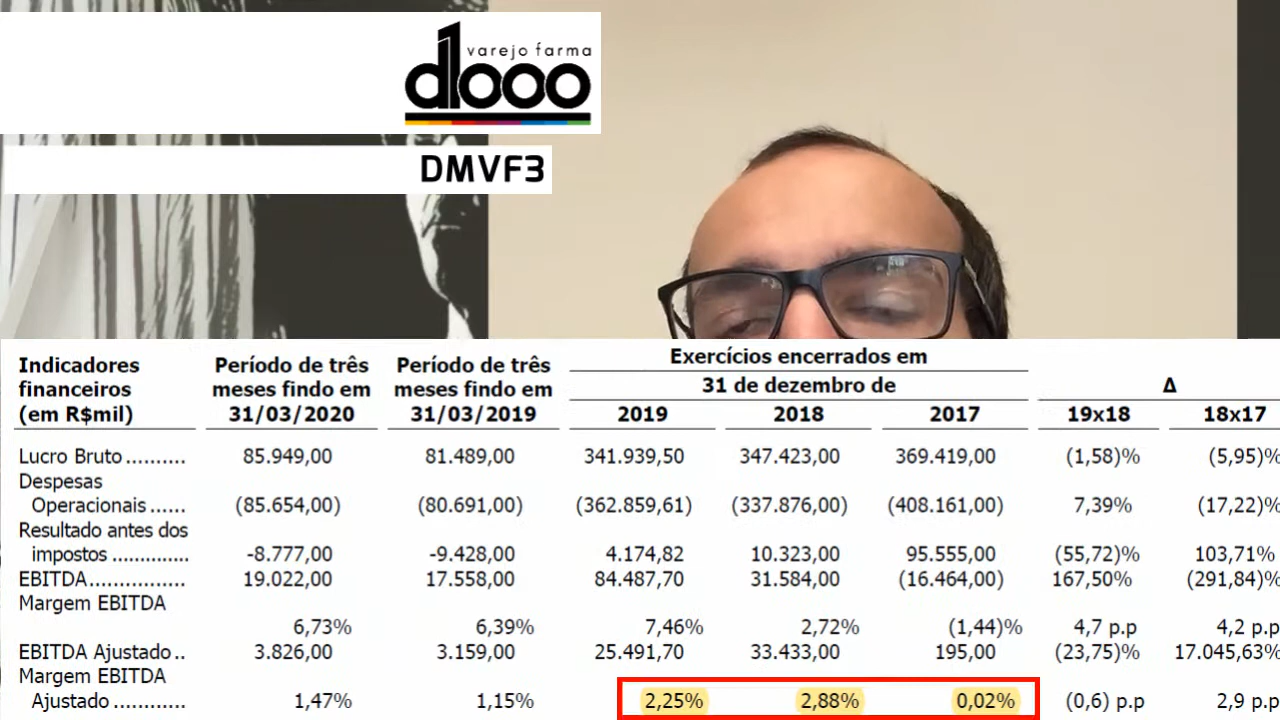 varejo farma
d1000
DMVF3
Exercícios encerrados em
Indicadores financeiros (em R$mil) Período de três meses findo em 31/03/2020 Período de três meses findo em 31/03/2019 31 de dezembro de Δ
2019 2018 2017 19x18 18x17
Lucro Bruto.......... 85.949,00 81.489,00 341.939,50 347.423,00 369.419,00 (1,58)% (5,95)%
Despesas
Operacionais...... (85.654,00) (80.691,00) (362.859,61) (337.876,00) (408.161,00) 7,39% (17,22)%
Resultado antes dos
impostos ............. -8.777,00 -9.428,00 4.174,82 10.323,00 95.555,00 (55,72)% 103,71%
EBITDA................ 19.022,00 17.558,00 84.487,70 31.584,00 (16.464,00) 167,50% (291,84)%
Margem EBITDA
6,73% 6,39% 7,46% 2,72% (1,44)% 4,7 p.p 4,2 p.p
EBITDA Ajustado.. 3.826,00 3.159,00 25.491,70 33.433,00 195,00 (23,75)% 17.045,63%
Margem EBITDA
Ajustado ............ 1,47% 1,15% 2,25% 2,88% 0,02% (0,6) p.p 2,9 p.p